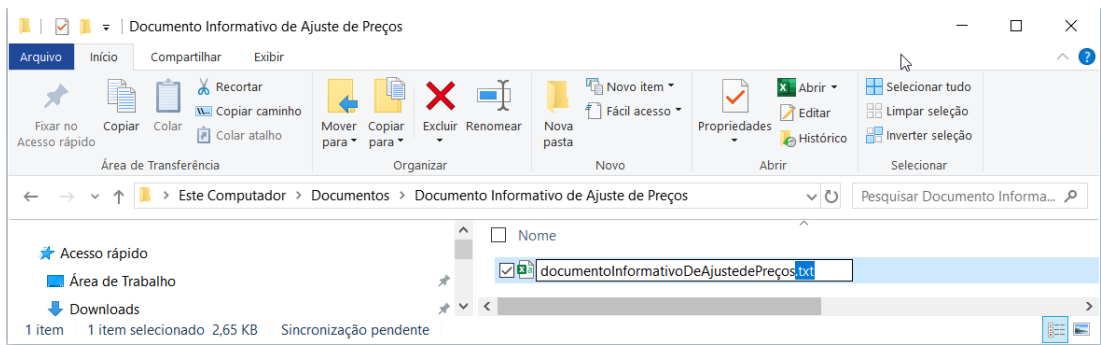 Documento Informativo de Ajuste de Preços
Arquivo Início Compartilhar Exibir
Fixar no Acesso rápido
Copiar
Colar
Recortar
Copiar caminho
Colar atalho
Área de Transferência
Mover para
Copiar para
Excluir
Renomear
Organizar
Nova pasta
Novo item
Fácil acesso
Novo
Propriedades
Abrir
Editar
Histórico
Abrir
Selecionar tudo
Limpar seleção
Inverter seleção
Selecionar
Este Computador > Documentos > Documento Informativo de Ajuste de Preços
Pesquisar Documento Informa...
Acesso rápido
Área de Trabalho
Downloads
Nome
documentoInformativoDeAjustedePreços.txt
1 item 1 item selecionado 2,65 KB Sincronização pendente